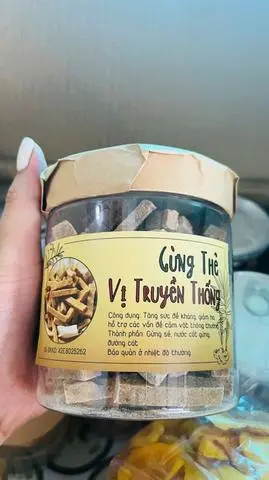 Gừng Thẻ
Vị Truyền Thống
Công dụng: Tăng sức đề kháng, giảm ho,
hỗ trợ các vấn đề cảm vặt thông thường
Thành phần: Gừng sẻ, nước cốt gừng,
đường cát
Bảo quản ở nhiệt độ thường